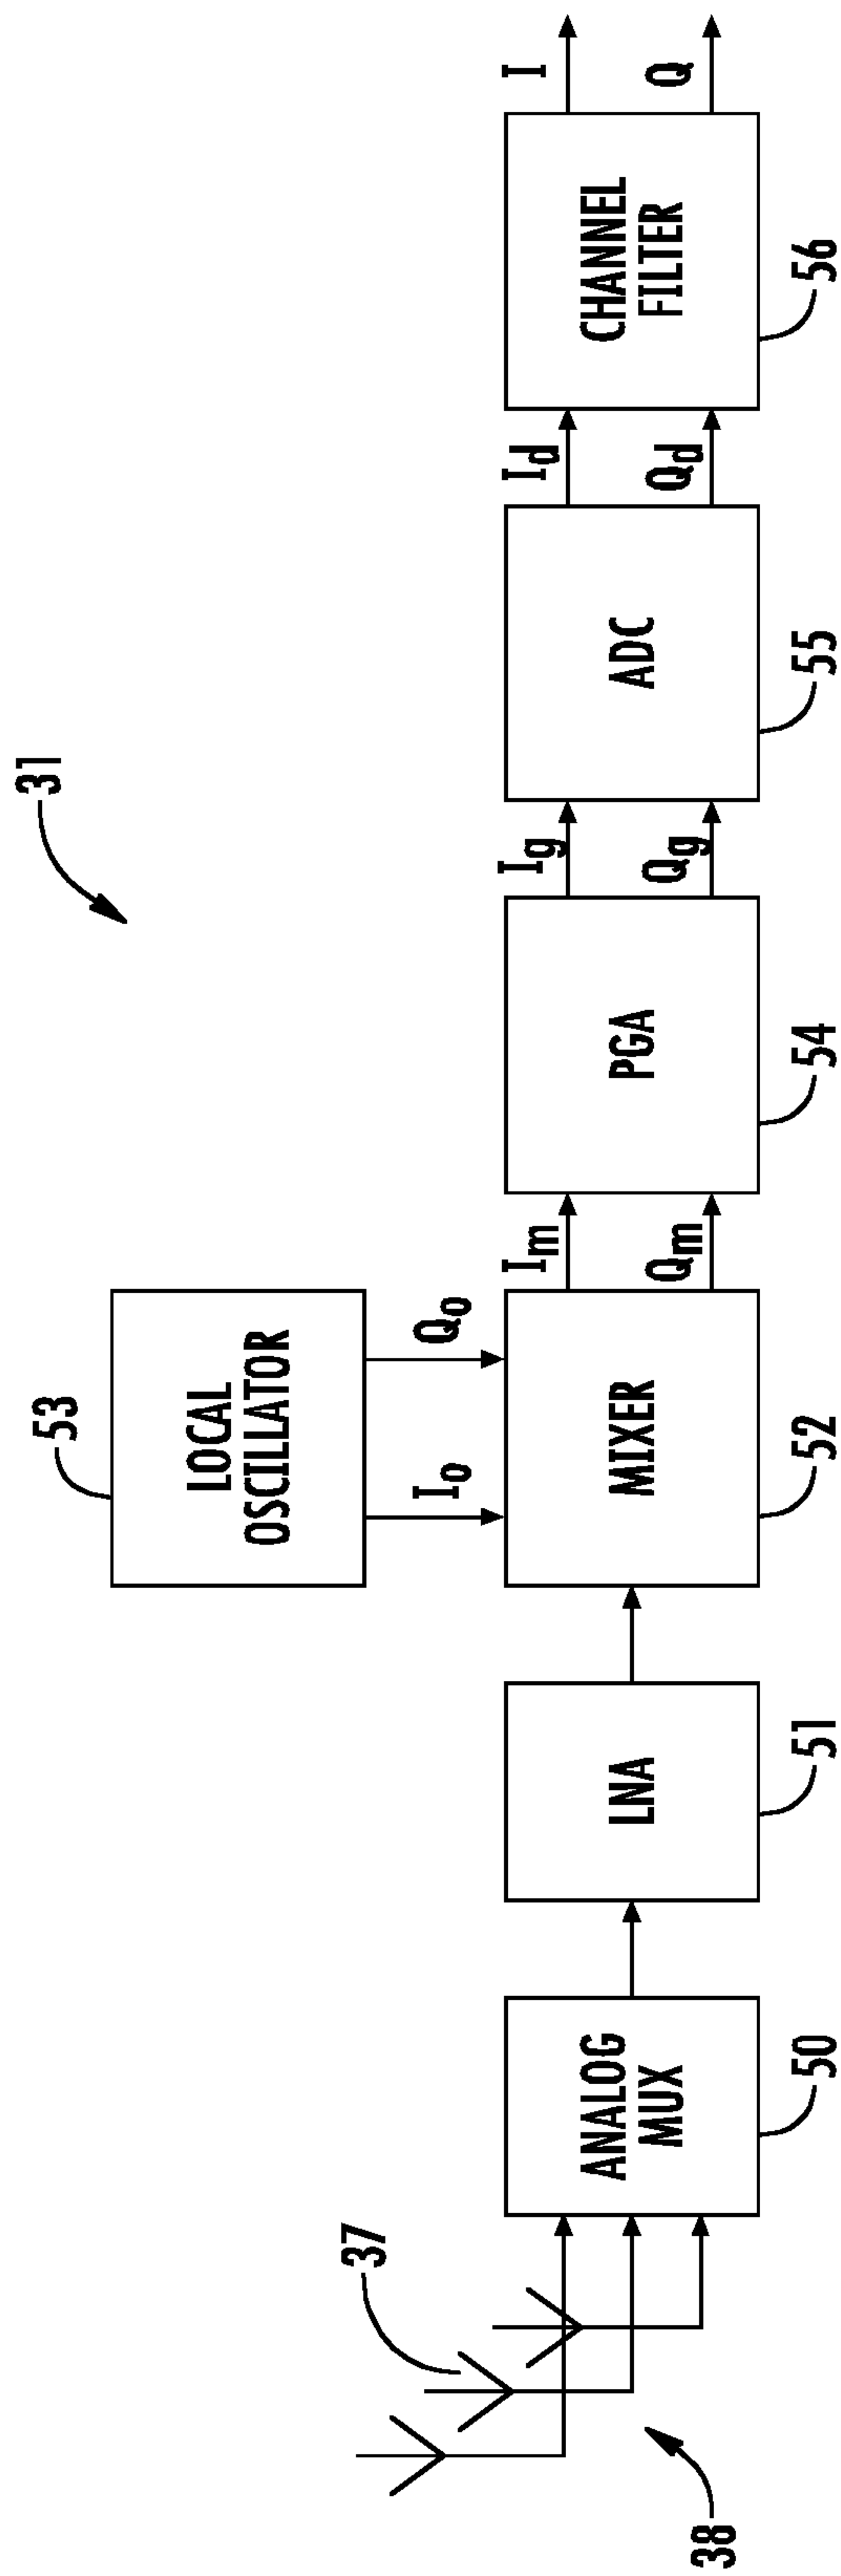 31
53
LOCAL
OSCILLATOR
Io
Qo
37
38
ANALOG
MUX
50
LNA
51
MIXER
52
Im
Qm
PGA
54
Ig
Qg
ADC
55
Id
Qd
CHANNEL
FILTER
56
I
Q